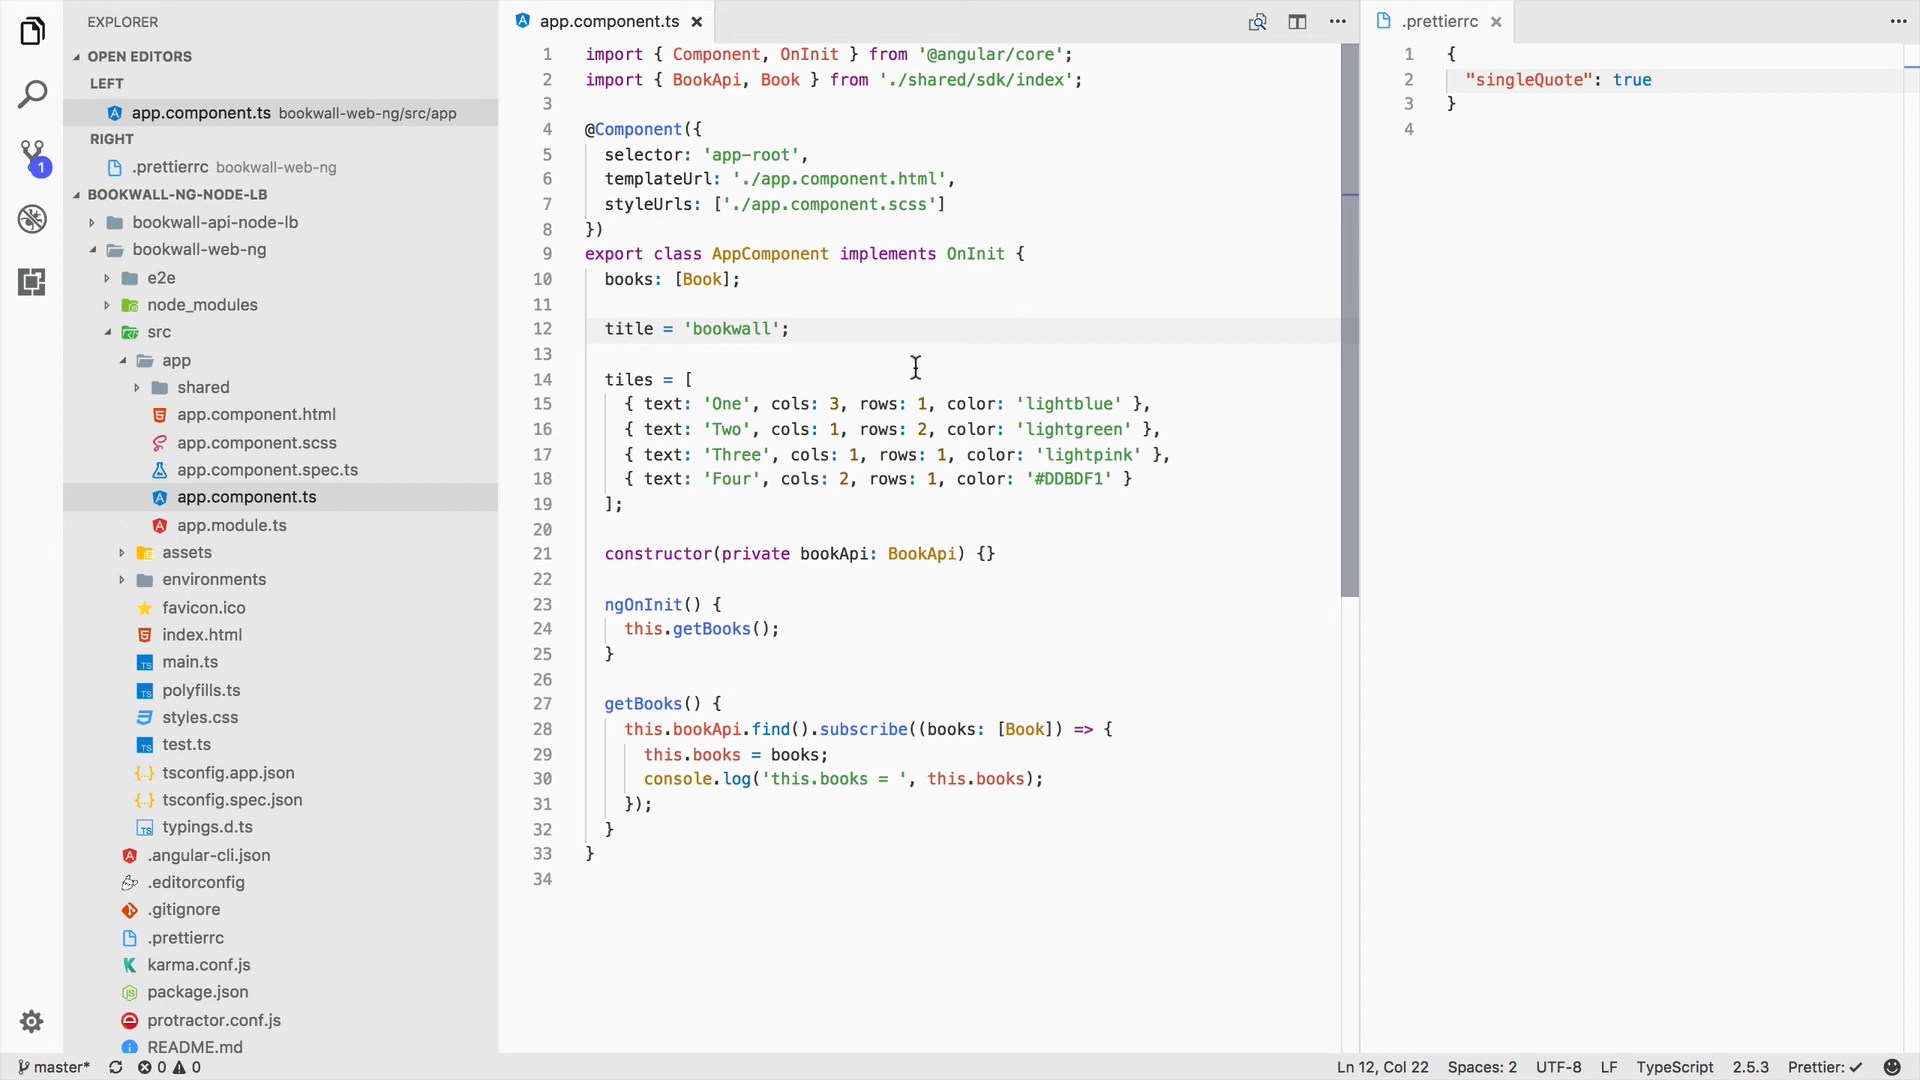 EXPLORER
OPEN EDITORS
LEFT
app.component.ts bookwall-web-ng/src/app
RIGHT
.prettierrc bookwall-web-ng
BOOKWALL-NG-NODE-LB
bookwall-api-node-lb
bookwall-web-ng
e2e
node_modules
src
app
shared
app.component.html
app.component.scss
app.component.spec.ts
app.component.ts
app.module.ts
assets
environments
favicon.ico
index.html
main.ts
polyfills.ts
styles.css
test.ts
tsconfig.app.json
tsconfig.spec.json
typings.d.ts
.angular-cli.json
.editorconfig
.gitignore
.prettierrc
karma.conf.js
package.json
protractor.conf.js
README.md
1
app.component.ts
1 import { Component, OnInit } from '@angular/core';
2 import { BookApi, Book } from './shared/sdk/index';
3
4 @Component({
5 selector: 'app-root',
6 templateUrl: './app.component.html',
7 styleUrls: ['./app.component.scss']
8 })
9 export class AppComponent implements OnInit {
10 books: [Book];
11
12 title = 'bookwall';
13
14 tiles = [
15 { text: 'One', cols: 3, rows: 1, color: 'lightblue' },
16 { text: 'Two', cols: 1, rows: 2, color: 'lightgreen' },
17 { text: 'Three', cols: 1, rows: 1, color: 'lightpink' },
18 { text: 'Four', cols: 2, rows: 1, color: '#DDBDF1' }
19 ];
20
21 constructor(private bookApi: BookApi) {}
22
23 ngOnInit() {
24 this.getBooks();
25 }
26
27 getBooks() {
28 this.bookApi.find().subscribe((books: [Book]) => {
29 this.books = books;
30 console.log('this.books = ', this.books);
31 });
32 }
33 }
34
.prettierrc
1 {
2 "singleQuote": true
3 }
4
master* 0 0 Ln 12, Col 22 Spaces: 2 UTF-8 LF TypeScript 2.5.3 Prettier: ✓